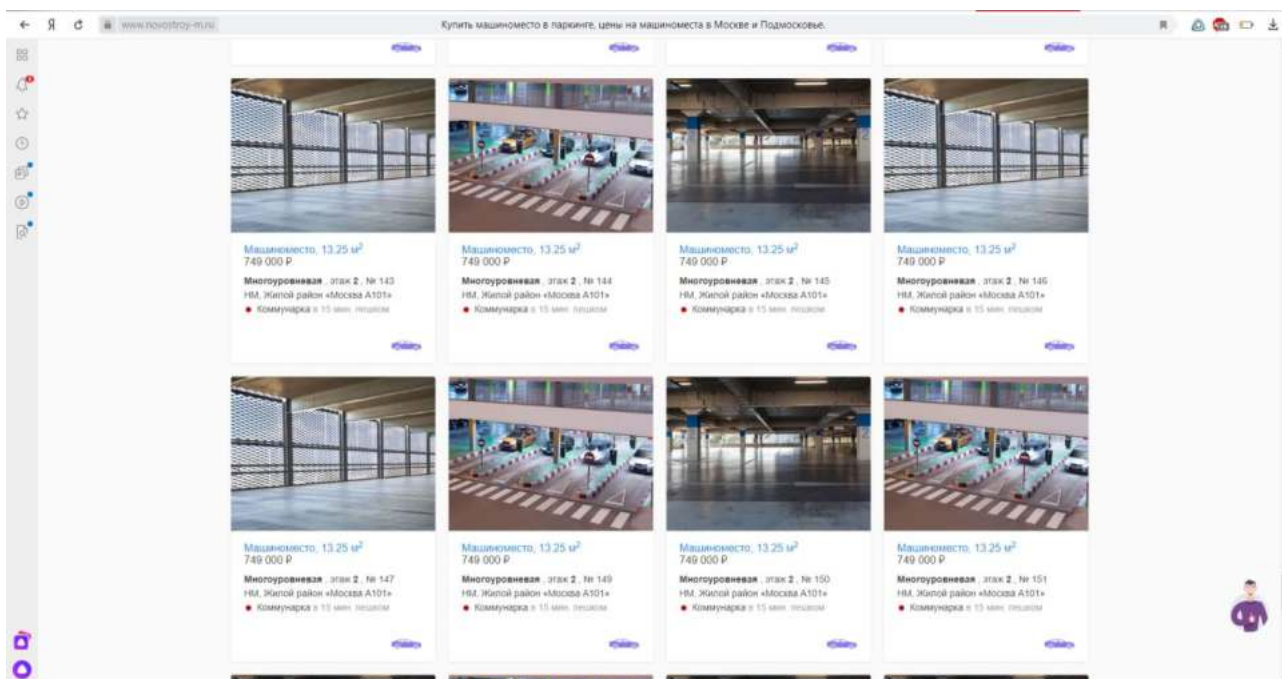 www.novostroy-m.ru
Купить машиноместо в паркинге, цены на машиноместа в Москве и Подмосковье.
Машиноместо, 13.25 м²
749 000 ₽
Многоуровневая , этаж 2 , № 143
НМ, Жилой район «Москва А101»
Коммунарка в 15 мин. пешком
Машиноместо, 13.25 м²
749 000 ₽
Многоуровневая , этаж 2 , № 144
НМ, Жилой район «Москва А101»
Коммунарка в 15 мин. пешком
Машиноместо, 13.25 м²
749 000 ₽
Многоуровневая , этаж 2 , № 145
НМ, Жилой район «Москва А101»
Коммунарка в 15 мин. пешком
Машиноместо, 13.25 м²
749 000 ₽
Многоуровневая , этаж 2 , № 146
НМ, Жилой район «Москва А101»
Коммунарка в 15 мин. пешком
Машиноместо, 13.25 м²
749 000 ₽
Многоуровневая , этаж 2 , № 147
НМ, Жилой район «Москва А101»
Коммунарка в 15 мин. пешком
Машиноместо, 13.25 м²
749 000 ₽
Многоуровневая , этаж 2 , № 149
НМ, Жилой район «Москва А101»
Коммунарка в 15 мин. пешком
Машиноместо, 13.25 м²
749 000 ₽
Многоуровневая , этаж 2 , № 150
НМ, Жилой район «Москва А101»
Коммунарка в 15 мин. пешком
Машиноместо, 13.25 м²
749 000 ₽
Многоуровневая , этаж 2 , № 151
НМ, Жилой район «Москва А101»
Коммунарка в 15 мин. пешком